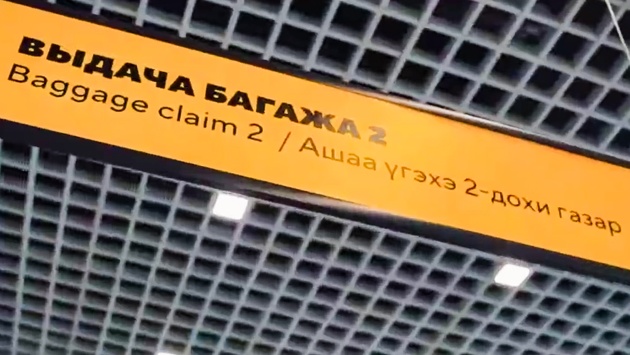 ВЫДАЧА БАГАЖА 2
Baggage claim 2 / Ашаа үгэхэ 2-дохи газар